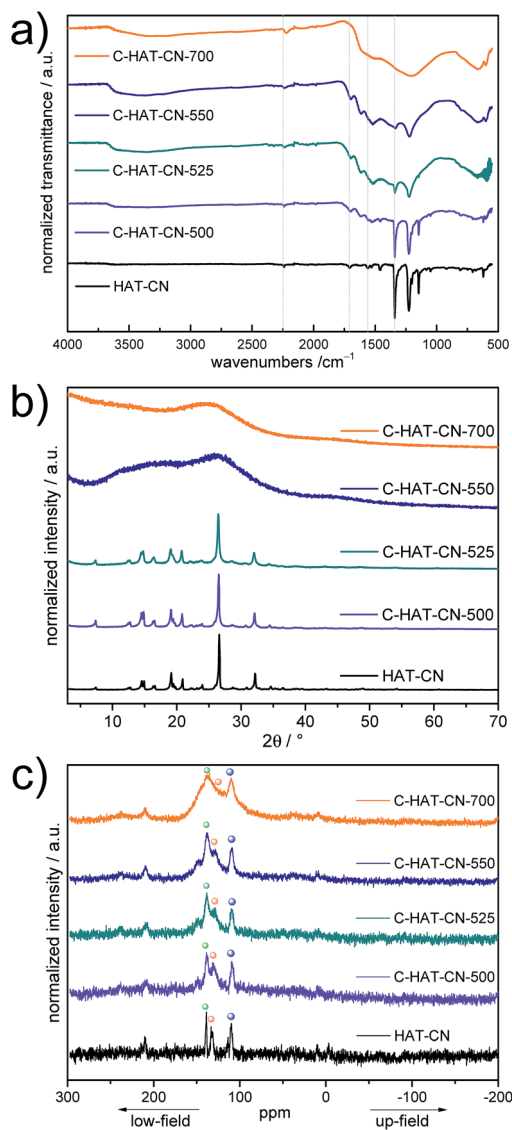 a)
normalized transmittance / a.u.
C-HAT-CN-700
C-HAT-CN-550
C-HAT-CN-525
C-HAT-CN-500
HAT-CN
4000 3500 3000 2500 2000 1500 1000 500
wavenumbers /cm⁻¹
b)
normalized intensity / a.u.
C-HAT-CN-700
C-HAT-CN-550
C-HAT-CN-525
C-HAT-CN-500
HAT-CN
10 20 30 40 50 60 70
2θ / °
c)
normalized intensity / a.u.
C-HAT-CN-700
C-HAT-CN-550
C-HAT-CN-525
C-HAT-CN-500
HAT-CN
300 200 100 0 -100 -200
low-field ppm up-field